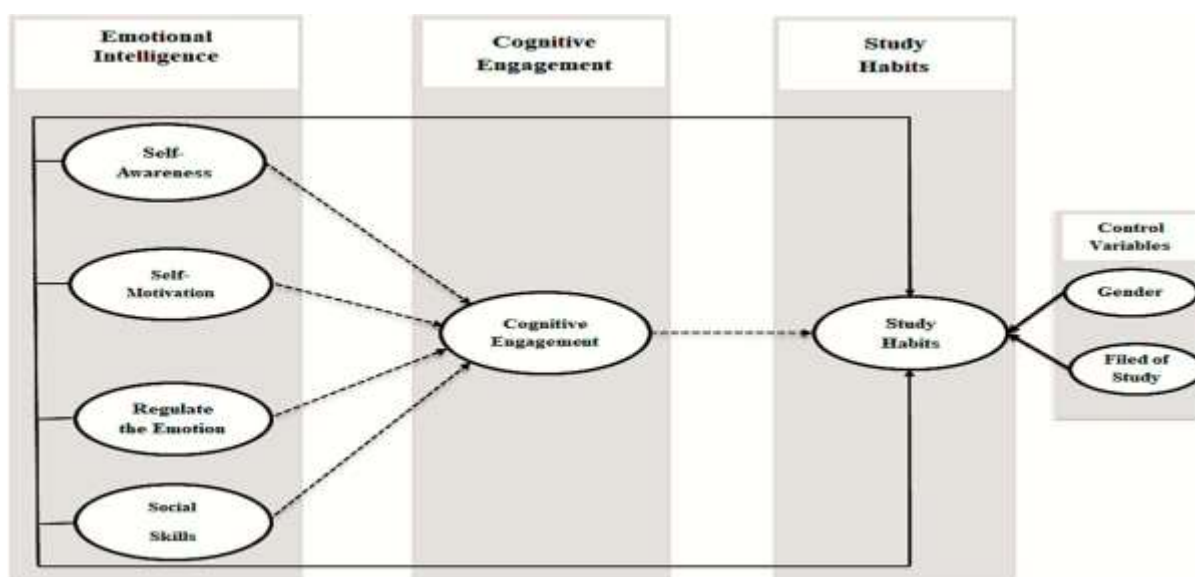 Emotional
Intelligence
Cognitive
Engagement
Study
Habits
Self-
Awareness
Self-
Motivation
Regulate
the Emotion
Social
Skills
Cognitive
Engagement
Study
Habits
Control
Variables
Gender
Filed of
Study